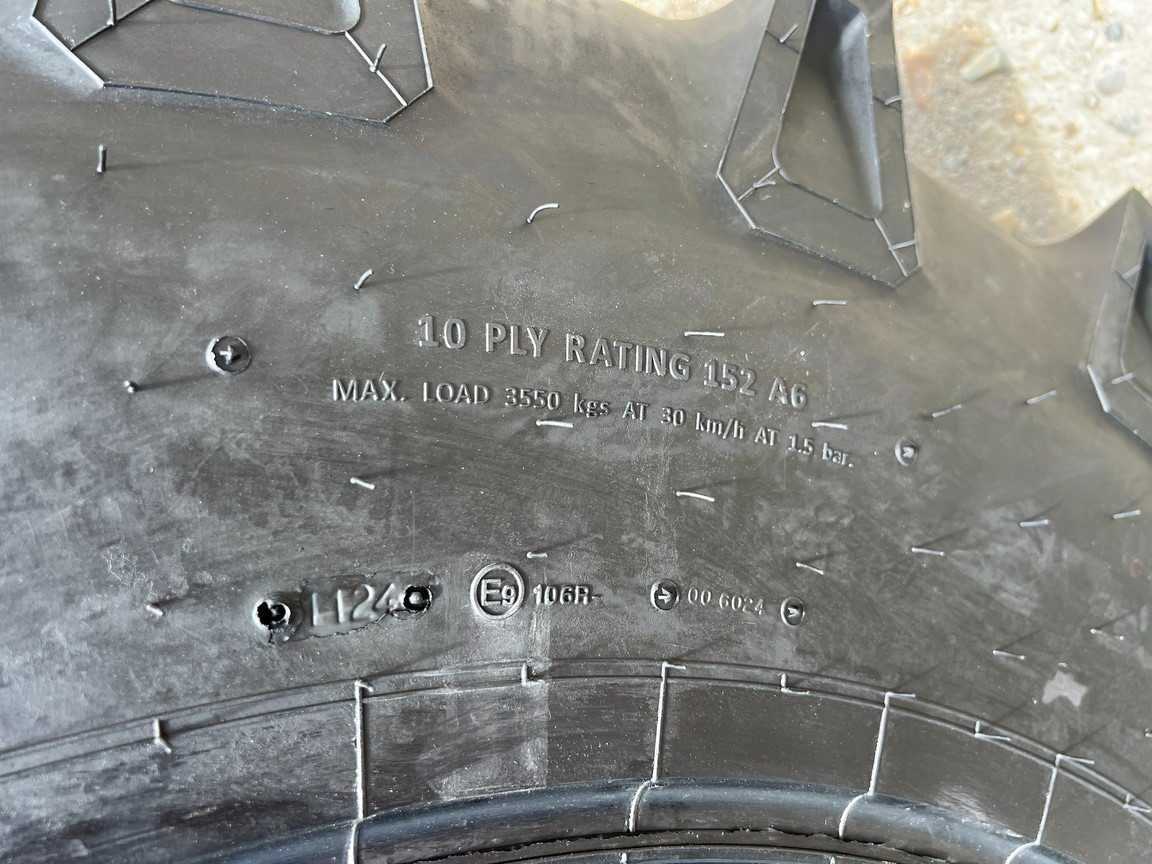 10 PLY RATING 152 A6
MAX. LOAD 3550 kgs AT 30 km/h AT 1.5 bar.
E9 106R- 00 6024